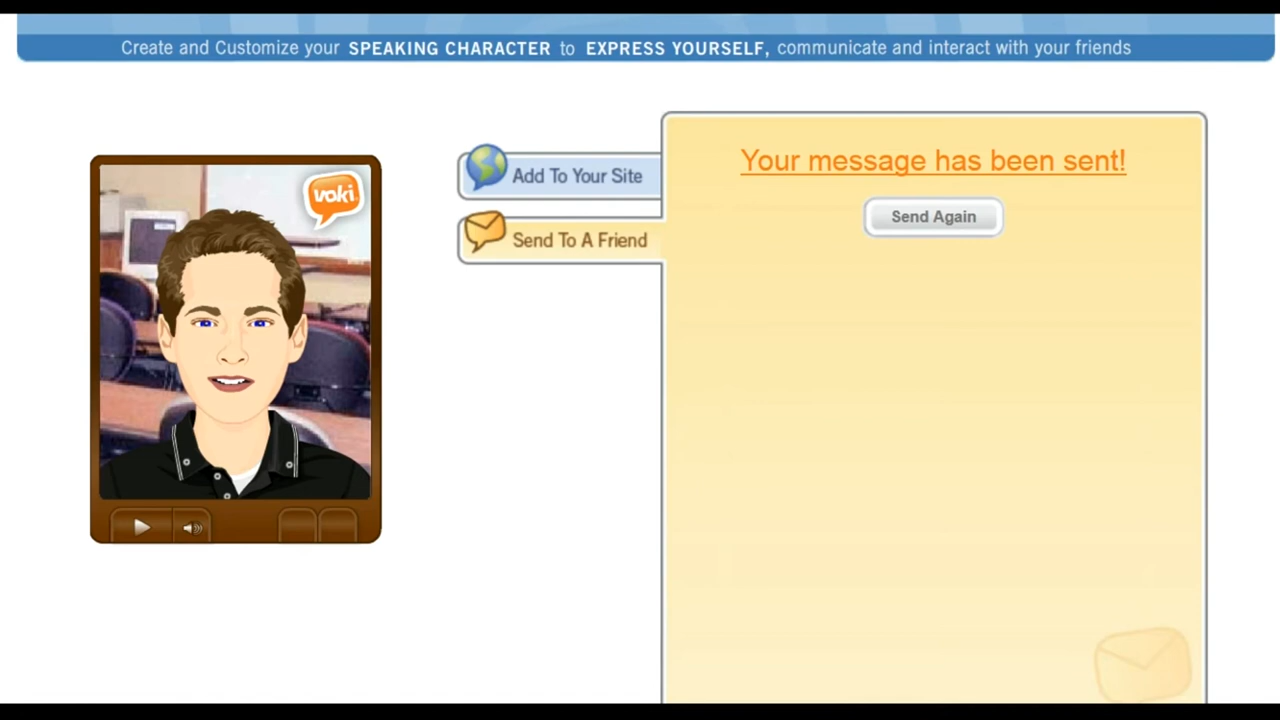 Create and Customize your SPEAKING CHARACTER to EXPRESS YOURSELF, communicate and interact with your friends
voki
Add To Your Site
Send To A Friend
Your message has been sent!
Send Again